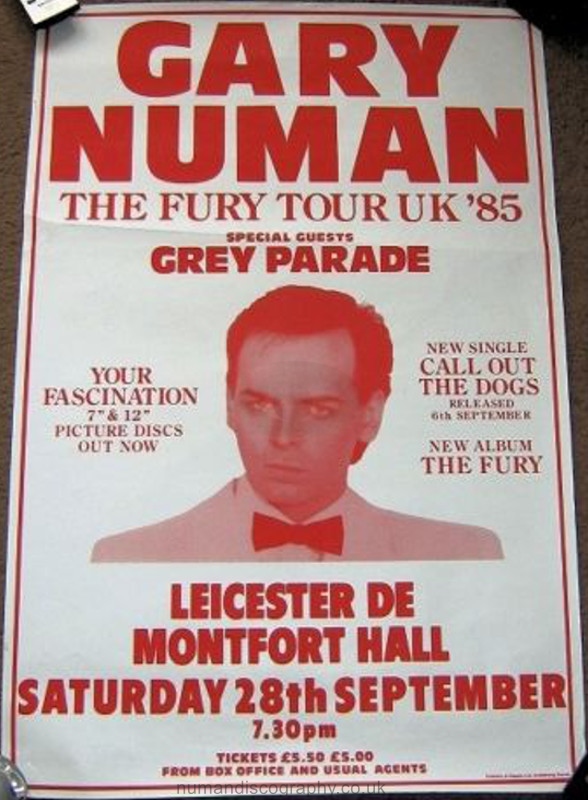 GARY
NUMAN
THE FURY TOUR UK '85
SPECIAL GUESTS
GREY PARADE
YOUR
FASCINATION
7" & 12"
PICTURE DISCS
OUT NOW
NEW SINGLE
CALL OUT
THE DOGS
RELEASED
6th SEPTEMBER
NEW ALBUM
THE FURY
LEICESTER DE
MONTFORT HALL
SATURDAY 28th SEPTEMBER
7.30pm
TICKETS £5.50 £5.00
FROM BOX OFFICE AND USUAL AGENTS
numandiscography.co.uk